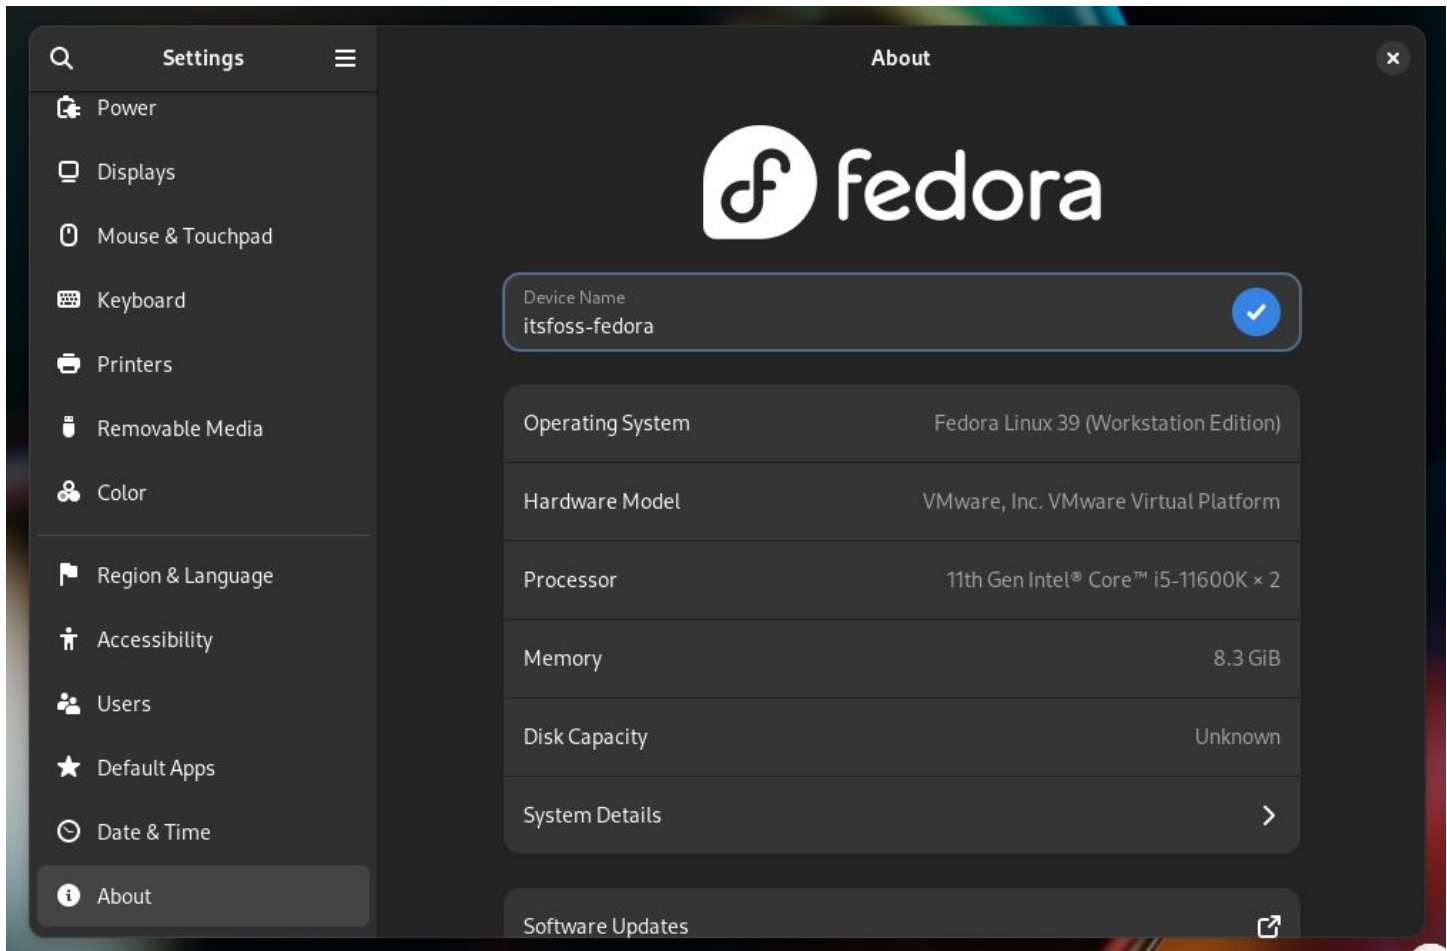 Settings
Power
Displays
Mouse & Touchpad
Keyboard
Printers
Removable Media
Color
Region & Language
Accessibility
Users
Default Apps
Date & Time
About
About
fedora
Device Name
itsfoss-fedora
Operating System Fedora Linux 39 (Workstation Edition)
Hardware Model VMware, Inc. VMware Virtual Platform
Processor 11th Gen Intel® Core™ i5-11600K × 2
Memory 8.3 GiB
Disk Capacity Unknown
System Details
Software Updates